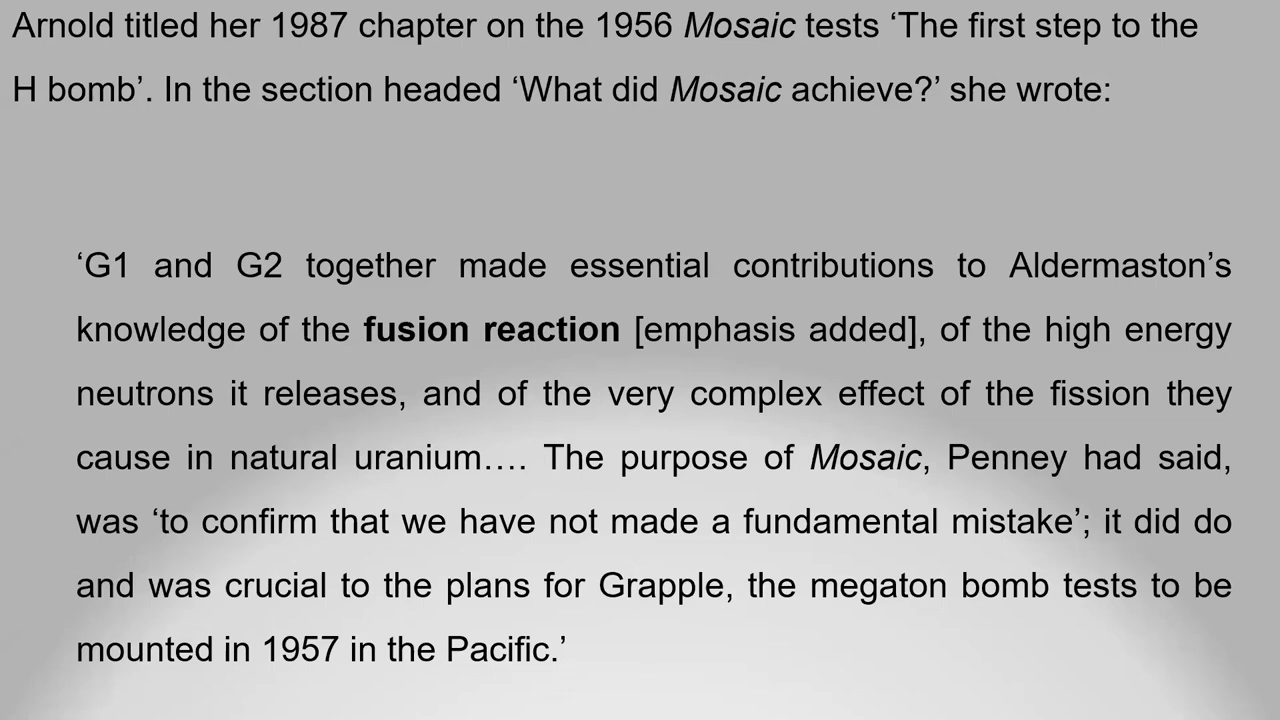 Arnold titled her 1987 chapter on the 1956 Mosaic tests ‘The first step to the
H bomb’. In the section headed ‘What did Mosaic achieve?’ she wrote:
‘G1 and G2 together made essential contributions to Aldermaston’s
knowledge of the fusion reaction [emphasis added], of the high energy
neutrons it releases, and of the very complex effect of the fission they
cause in natural uranium…. The purpose of Mosaic, Penney had said,
was ‘to confirm that we have not made a fundamental mistake’; it did do
and was crucial to the plans for Grapple, the megaton bomb tests to be
mounted in 1957 in the Pacific.’